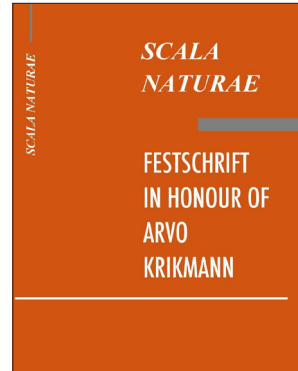 SCALA NATURAE
SCALA
NATURAE
FESTSCHRIFT
IN HONOUR OF
ARVO
KRIKMANN